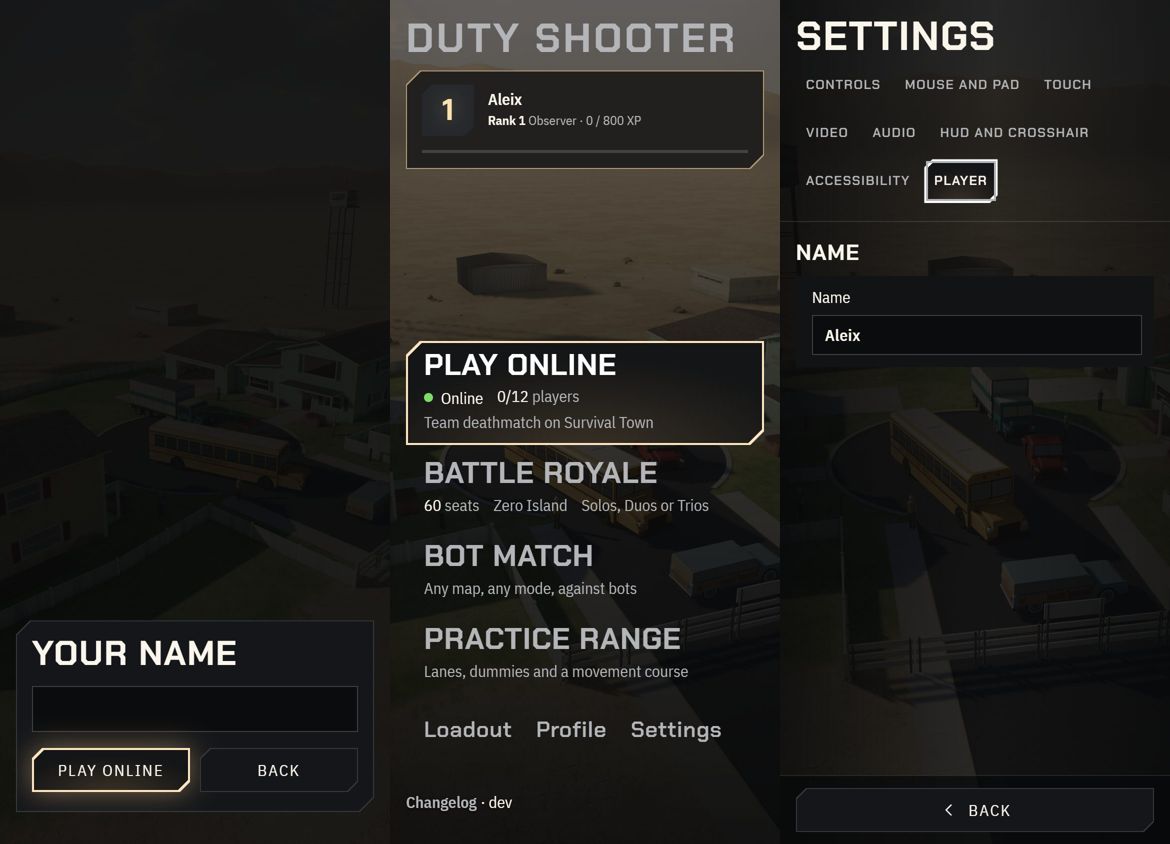 YOUR NAME
PLAY ONLINE
BACK
DUTY SHOOTER
1
Aleix
Rank 1 Observer · 0 / 800 XP
PLAY ONLINE
Online 0/12 players
Team deathmatch on Survival Town
BATTLE ROYALE
60 seats Zero Island Solos, Duos or Trios
BOT MATCH
Any map, any mode, against bots
PRACTICE RANGE
Lanes, dummies and a movement course
Loadout Profile Settings
Changelog · dev
SETTINGS
CONTROLS MOUSE AND PAD TOUCH
VIDEO AUDIO HUD AND CROSSHAIR
ACCESSIBILITY PLAYER
NAME
Name
Aleix
BACK